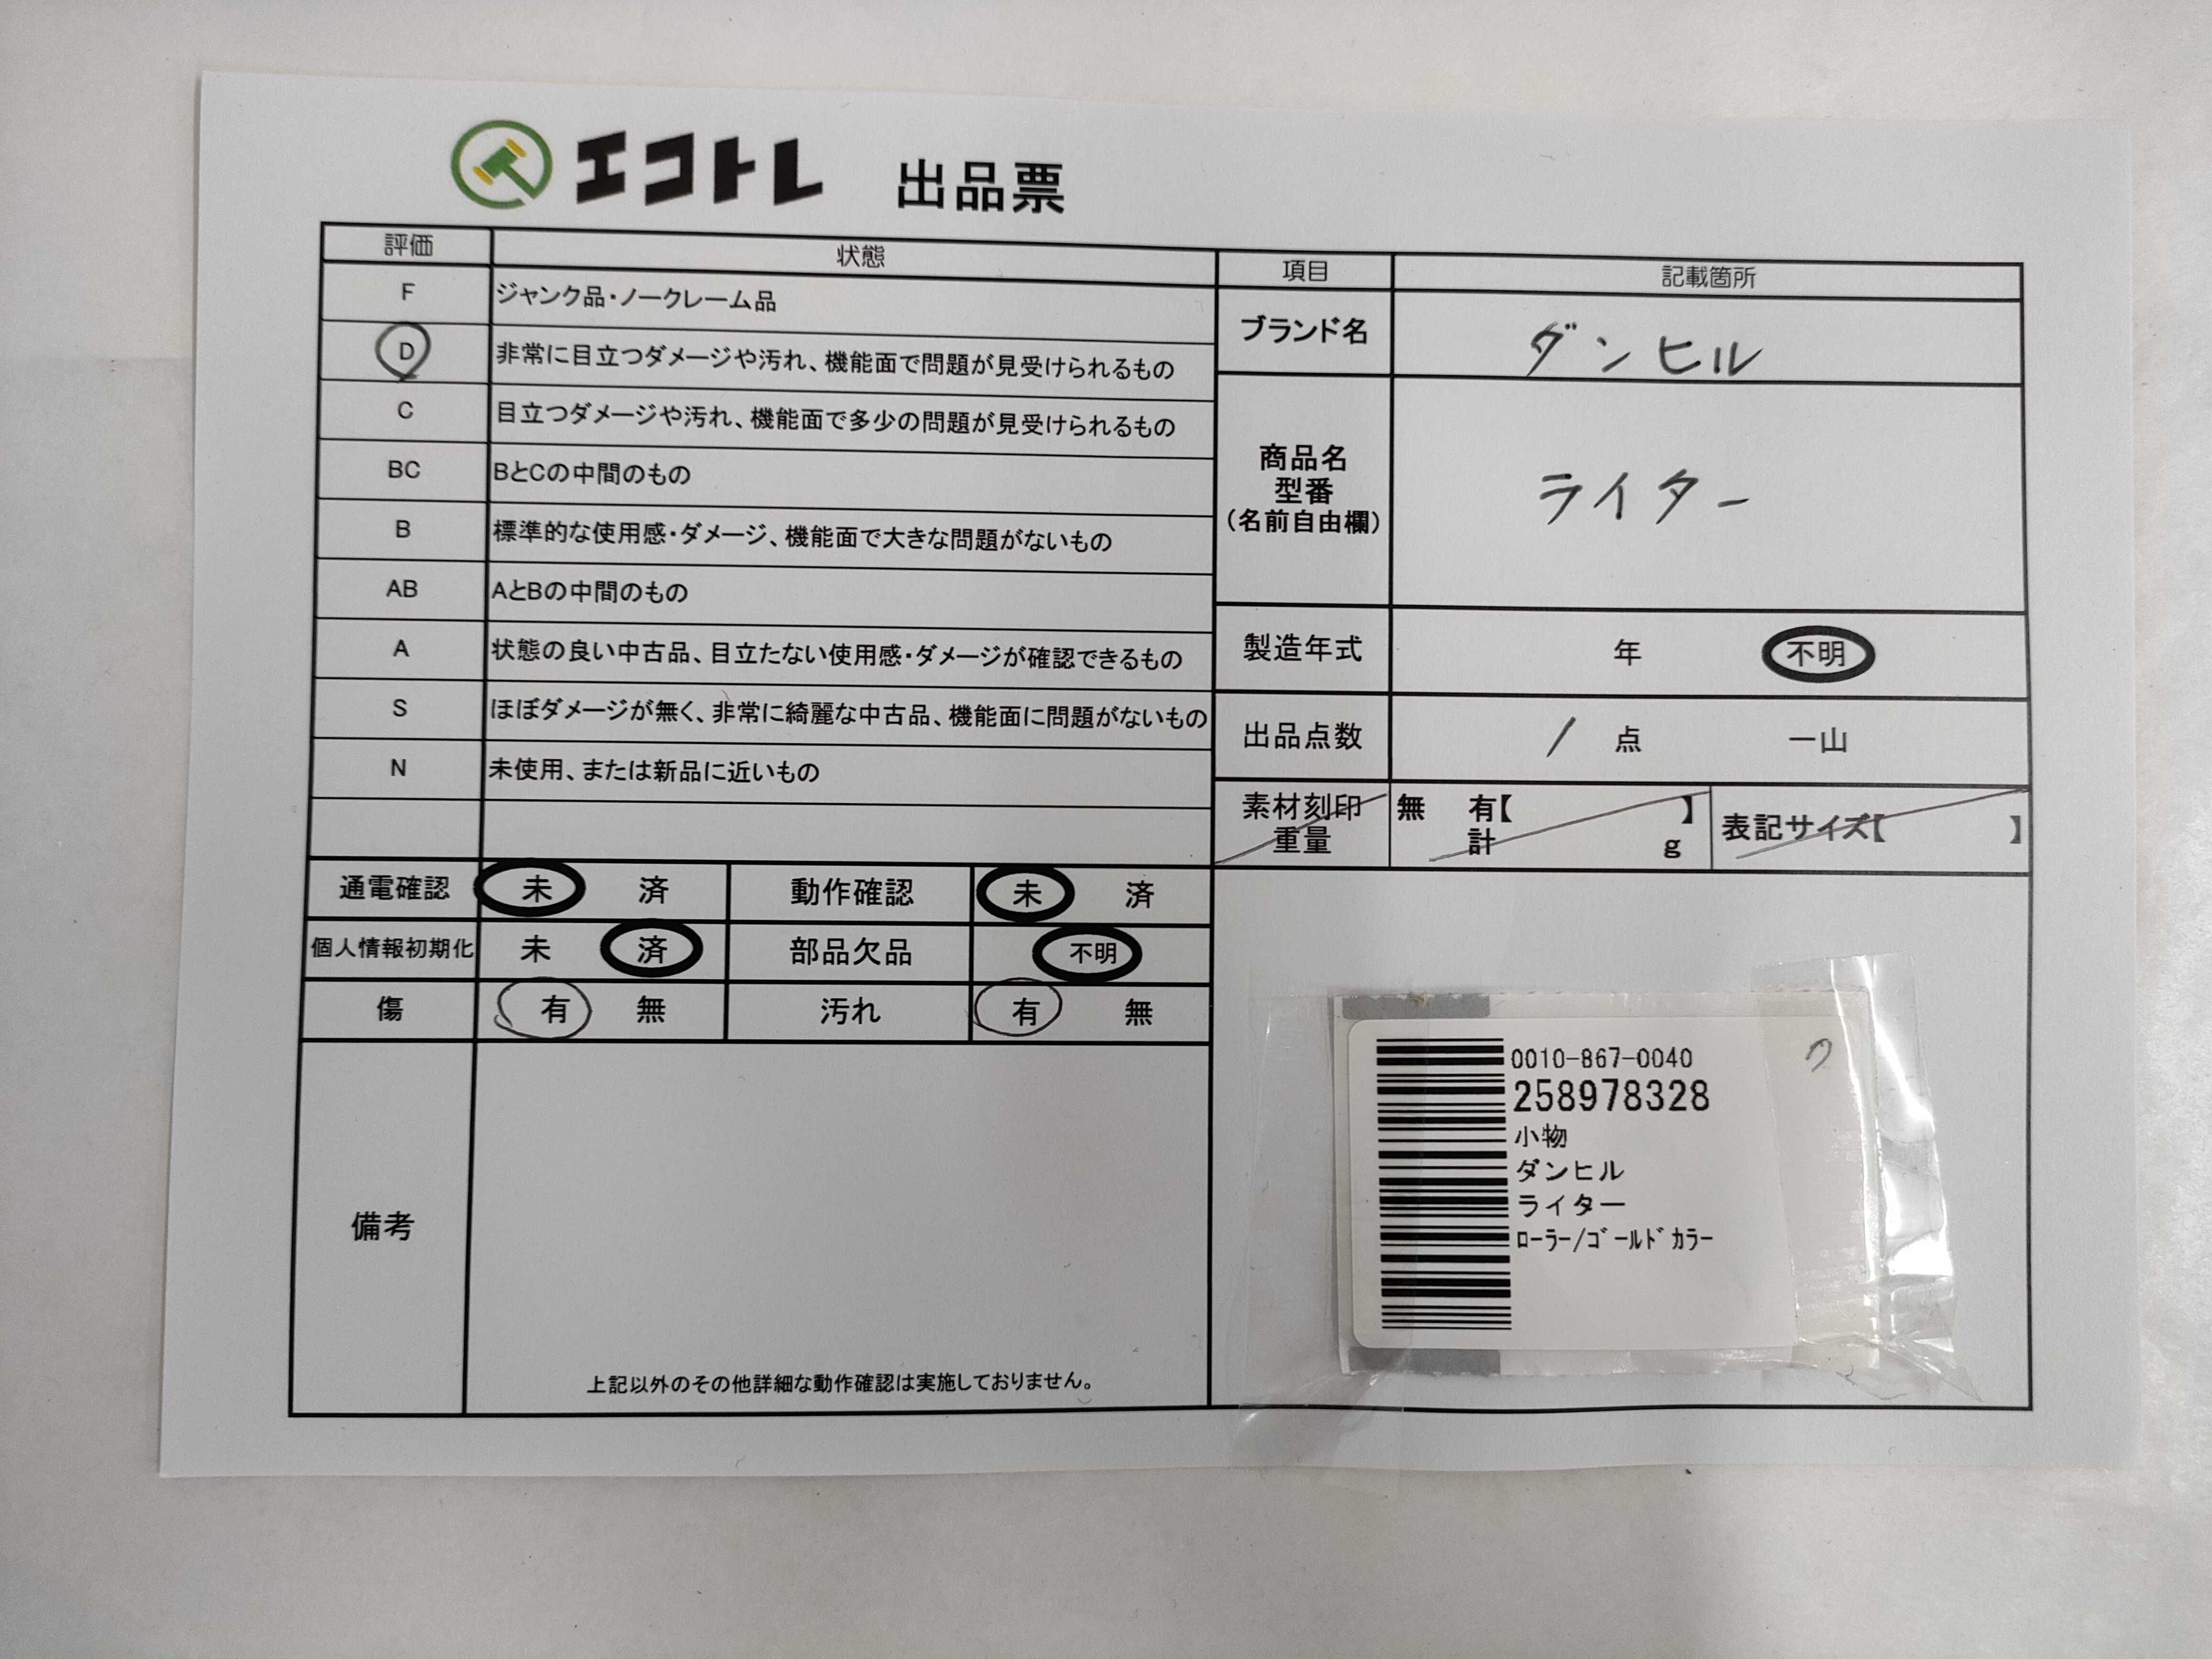 エコトレ 出品票
評価 状態
F ジャンク品・ノークレーム品
D 非常に目立つダメージや汚れ、機能面で問題が見受けられるもの
C 目立つダメージや汚れ、機能面で多少の問題が見受けられるもの
BC BとCの中間のもの
B 標準的な使用感・ダメージ、機能面で大きな問題がないもの
AB AとBの中間のもの
A 状態の良い中古品、目立たない使用感・ダメージが確認できるもの
S ほぼダメージが無く、非常に綺麗な中古品、機能面に問題がないもの
N 未使用、または新品に近いもの
項目 記載箇所
ブランド名 ダンヒル
商品名
型番
（名前自由欄）
ライター
製造年式 年 不明
出品点数 / 点 一山
素材刻印
重量
無 有【 】
計 g
表記サイズ【 】
通電確認 未 済 動作確認 未 済
個人情報初期化 未 済 部品欠品 不明
傷 有 無 汚れ 有 無
備考
上記以外のその他詳細な動作確認は実施しておりません。
0010-867-0040
258978328
小物
ダンヒル
ライター
ﾛｰﾗｰ/ｺﾞｰﾙﾄﾞｶﾗｰ